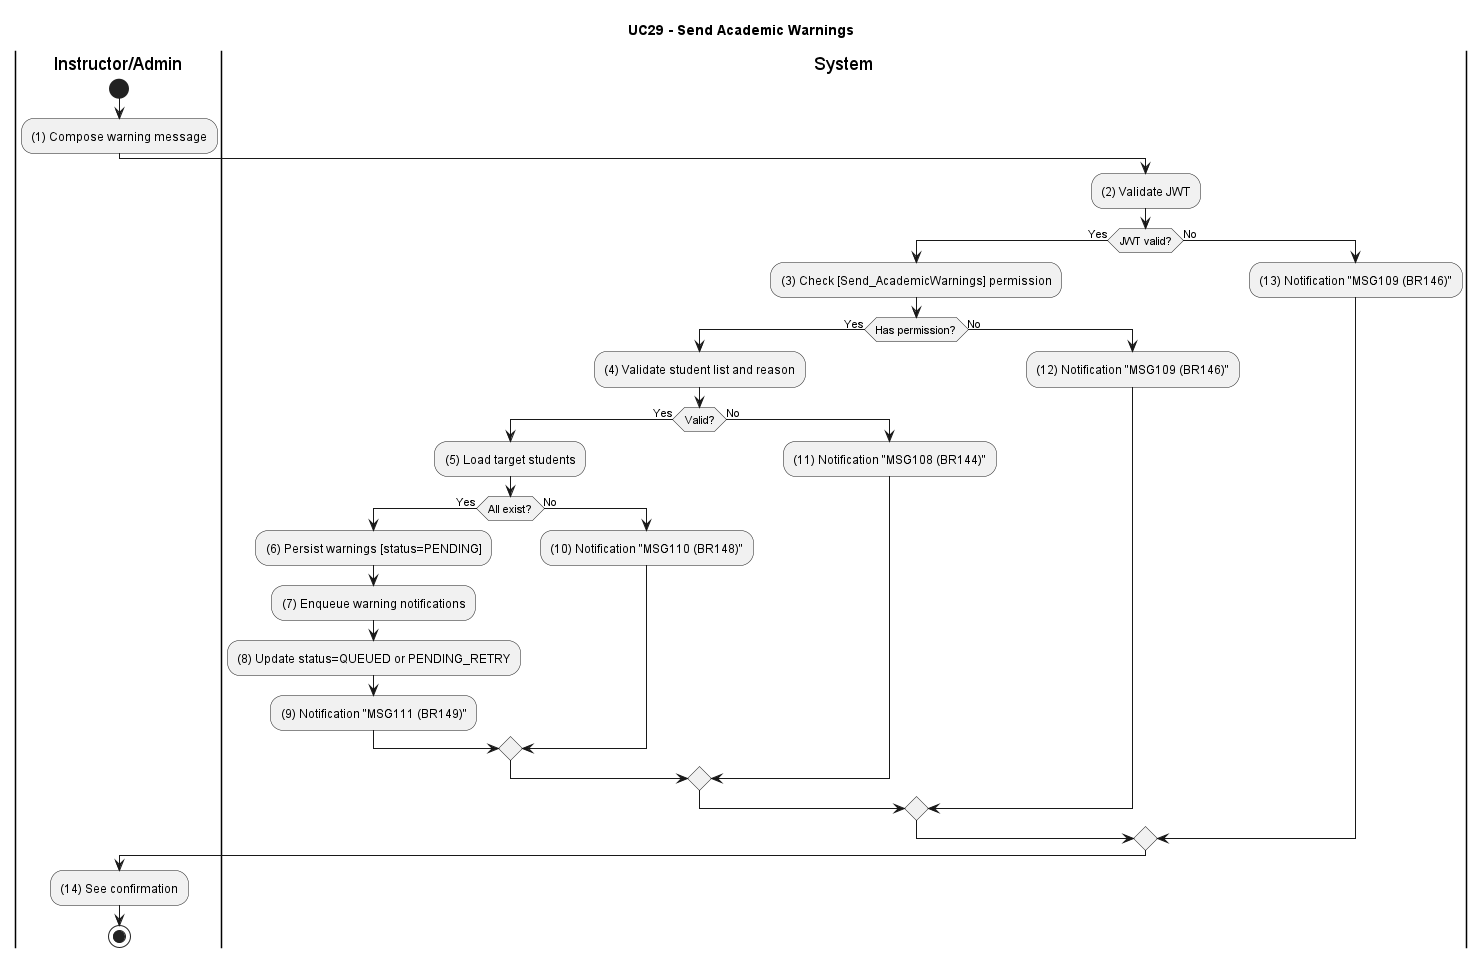 UC29 - Send Academic Warnings
Instructor/Admin
System
(1) Compose warning message
(2) Validate JWT
Yes
JWT valid?
No
(3) Check [Send_AcademicWarnings] permission
(13) Notification "MSG109 (BR146)"
Yes
Has permission?
No
(4) Validate student list and reason
(12) Notification "MSG109 (BR146)"
Yes
Valid?
No
(5) Load target students
(11) Notification "MSG108 (BR144)"
Yes
All exist?
No
(6) Persist warnings [status=PENDING]
(10) Notification "MSG110 (BR148)"
(7) Enqueue warning notifications
(8) Update status=QUEUED or PENDING_RETRY
(9) Notification "MSG111 (BR149)"
(14) See confirmation